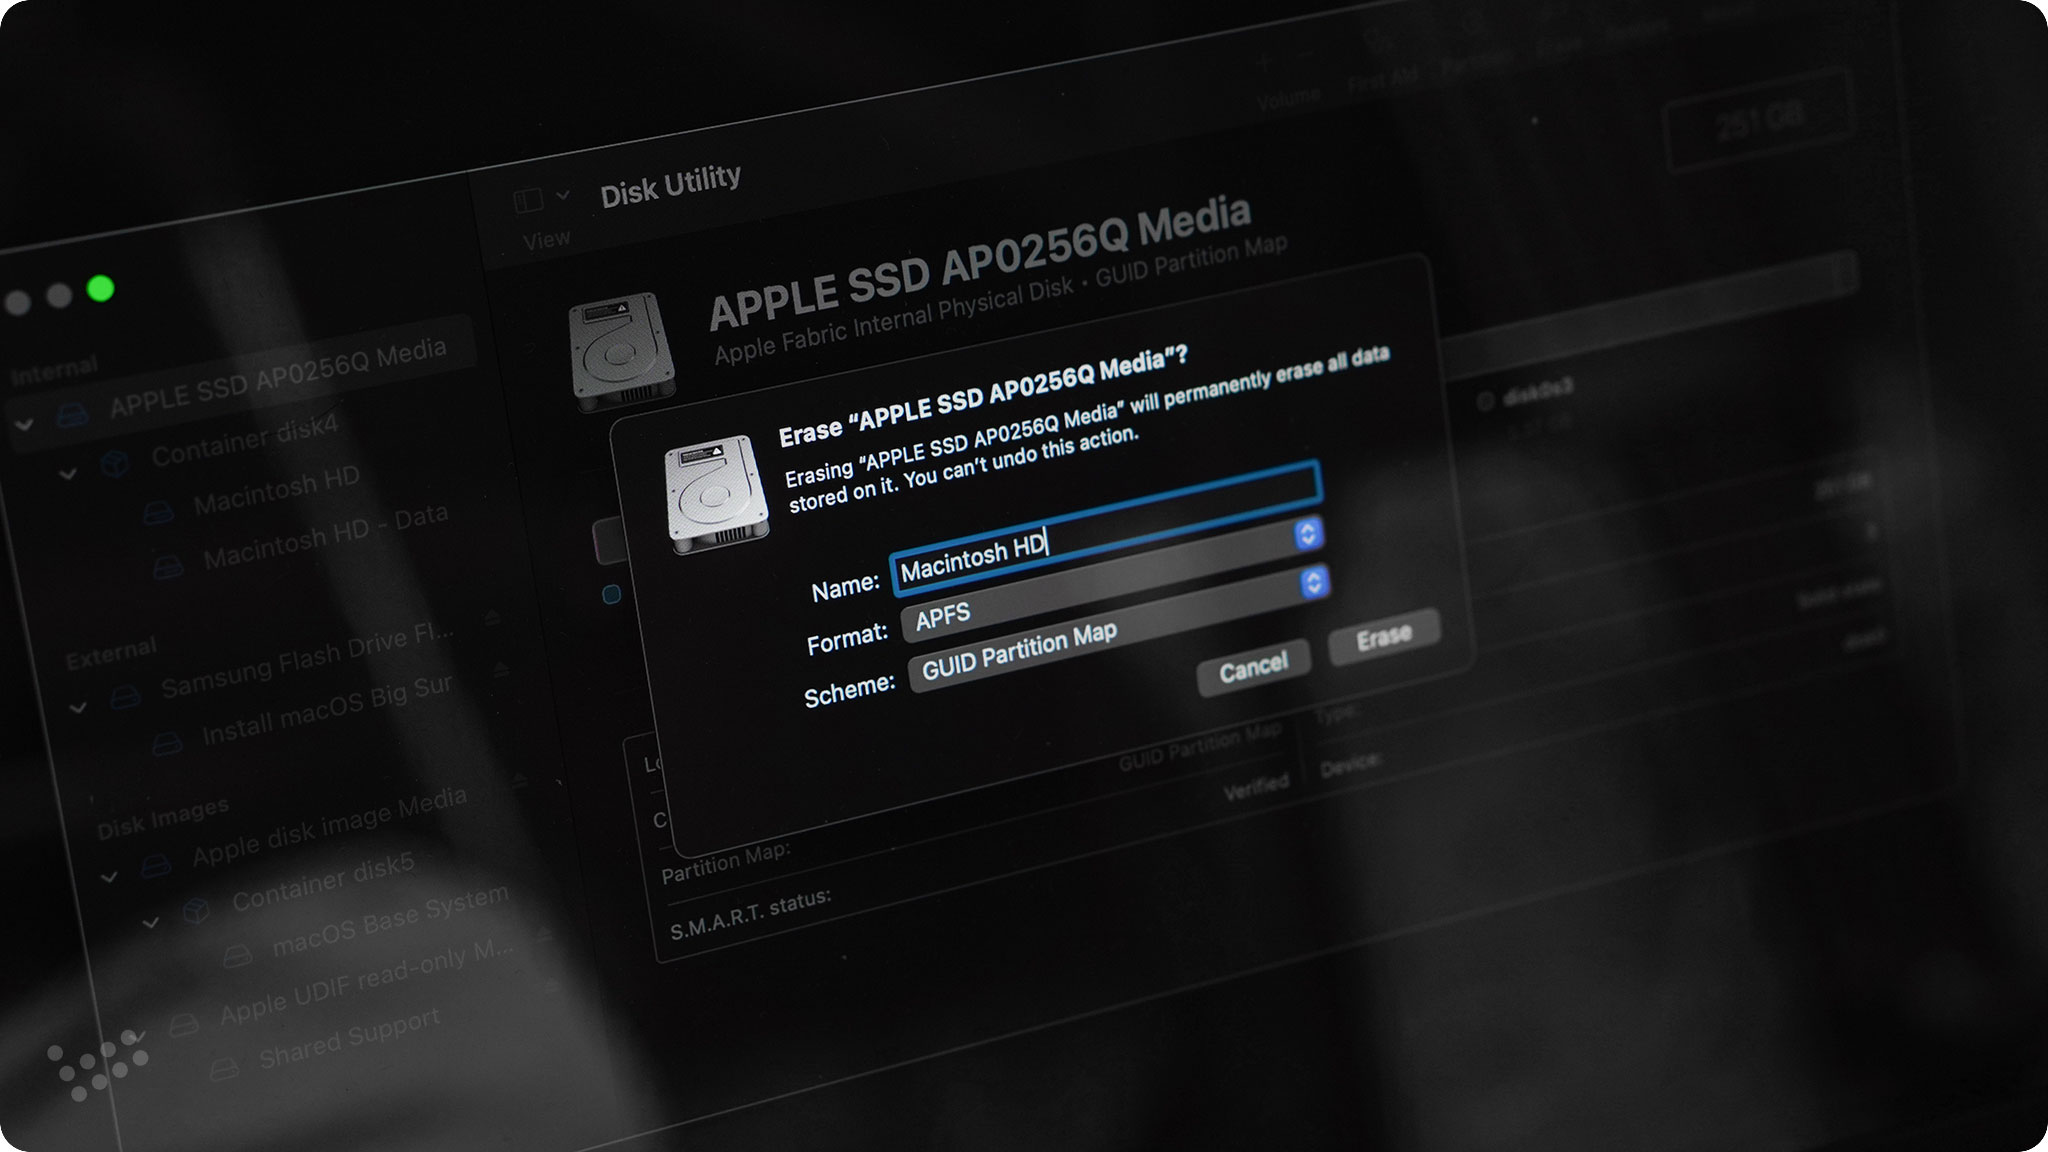 Disk Utility
View
Volume
First Aid
251 GB
APPLE SSD AP0256Q Media
Apple Fabric Internal Physical Disk • GUID Partition Map
Internal
APPLE SSD AP0256Q Media
Container disk4
Macintosh HD
Macintosh HD - Data
External
Samsung Flash Drive Fl...
Install macOS Big Sur
Disk Images
Apple disk image Media
Container disk5
macOS Base System
Apple UDIF read-only M...
Shared Support
Erase “APPLE SSD AP0256Q Media”?
Erasing “APPLE SSD AP0256Q Media” will permanently erase all data
stored on it. You can’t undo this action.
Name: Macintosh HD
Format: APFS
Scheme: GUID Partition Map
Cancel
Erase
disk0s3
Partition Map:
GUID Partition Map
S.M.A.R.T. status:
Verified
Type:
Device: